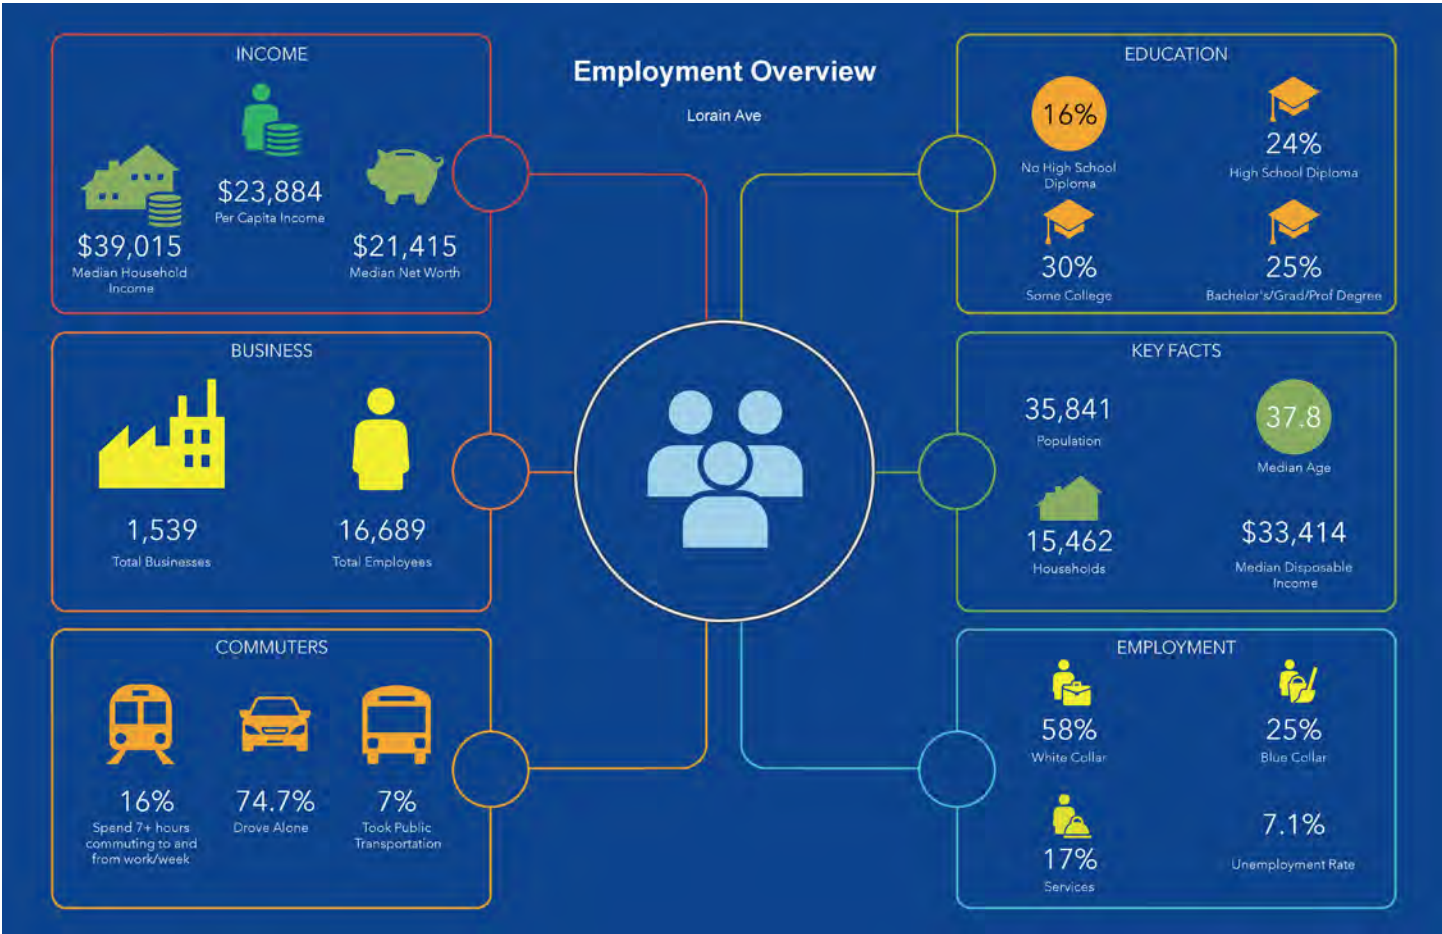 Employment Overview
Lorain Ave
INCOME
$23,884
Per Capita Income
$39,015
Median Household
Income
$21,415
Median Net Worth
BUSINESS
1,539
Total Businesses
16,689
Total Employees
COMMUTERS
16%
Spend 7+ hours
commuting to and
from work/week
74.7%
Drove Alone
7%
Took Public
Transportation
EDUCATION
16%
No High School
Diploma
24%
High School Diploma
30%
Some College
25%
Bachelor's/Grad/Prof Degree
KEY FACTS
35,841
Population
37.8
Median Age
15,462
Households
$33,414
Median Disposable
Income
EMPLOYMENT
58%
White Collar
25%
Blue Collar
17%
Services
7.1%
Unemployment Rate